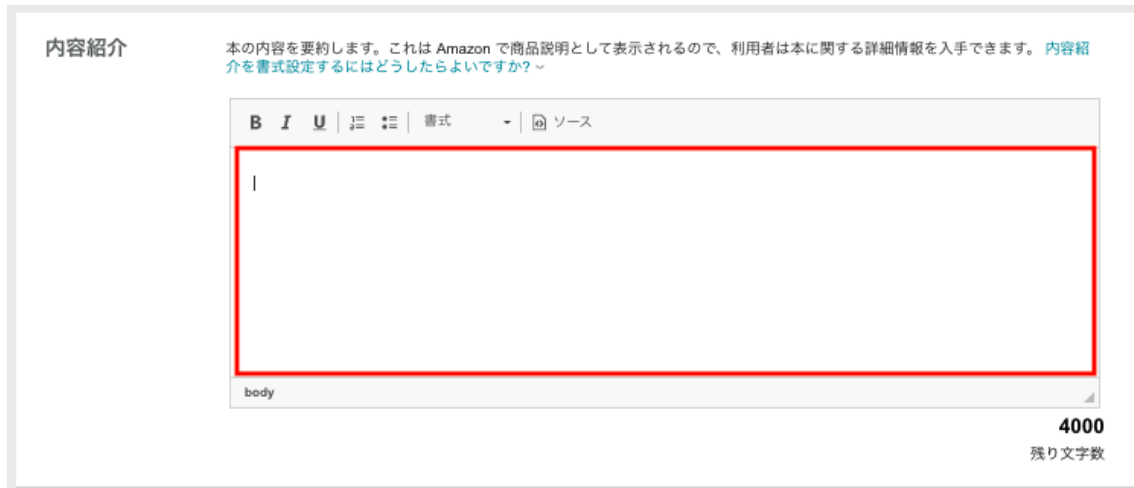 内容紹介
本の内容を要約します。これは Amazon で商品説明として表示されるので、利用者は本に関する詳細情報を入手できます。 内容紹
介を書式設定するにはどうしたらよいですか?
B I U 書式 ソース
body
4000
残り文字数